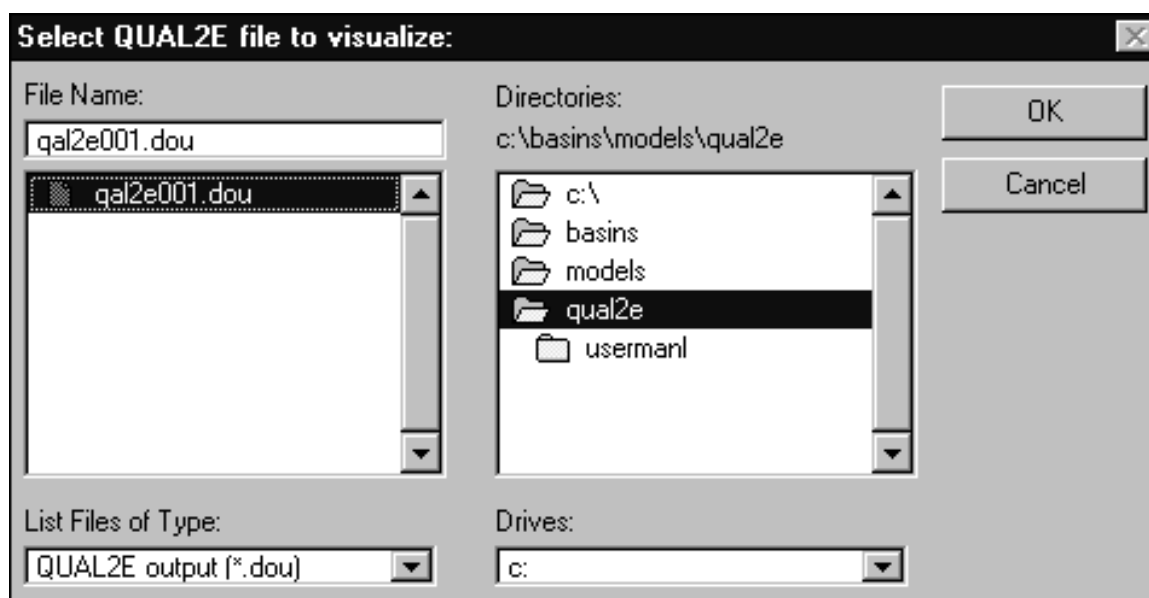 Select QUAL2E file to visualize:
File Name:
qal2e001.dou
qal2e001.dou
List Files of Type:
QUAL2E output (*.dou)
Directories:
c:\basins\models\qual2e
c:\
basins
models
qual2e
usermanl
Drives:
c:
OK
Cancel